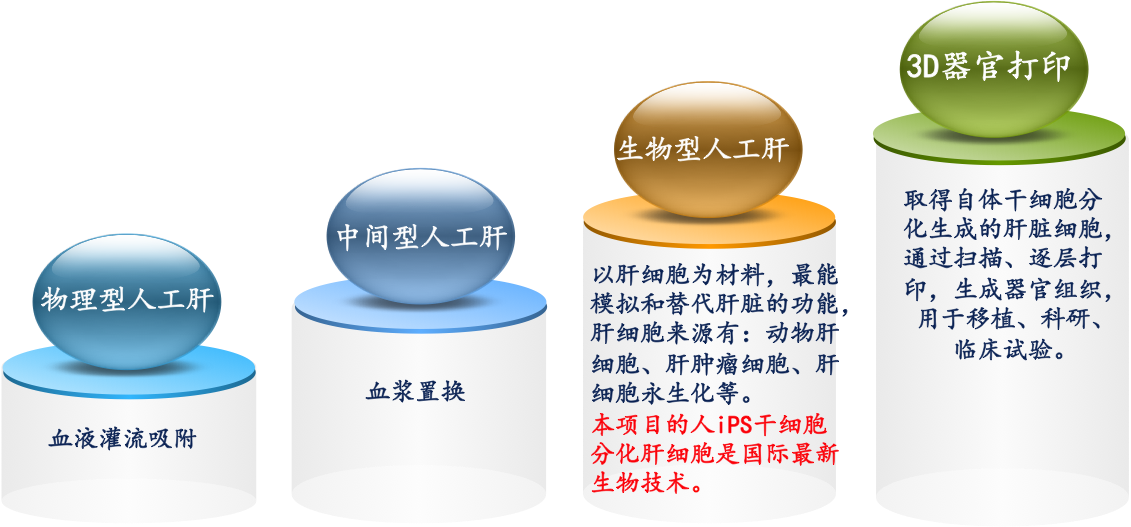 物理型人工肝
血液灌流吸附
中间型人工肝
血浆置换
生物型人工肝
以肝细胞为材料，最能
模拟和替代肝脏的功能，
肝细胞来源有：动物肝
细胞、肝肿瘤细胞、肝
细胞永生化等。
本项目的人iPS干细胞
分化肝细胞是国际最新
生物技术。
3D器官打印
取得自体干细胞分
化生成的肝脏细胞，
通过扫描、逐层打
印，生成器官组织，
用于移植、科研、
临床试验。